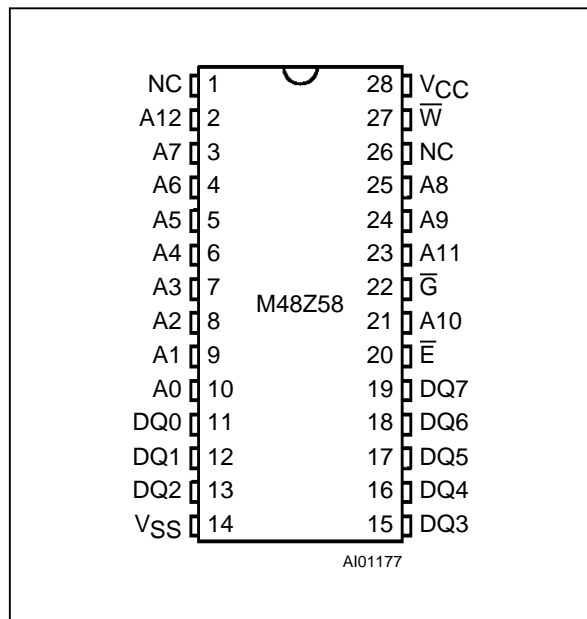 NC 1 28 VCC
A12 2 27 W̅
A7 3 26 NC
A6 4 25 A8
A5 5 24 A9
A4 6 23 A11
A3 7 22 G̅
M48Z58
A2 8 21 A10
A1 9 20 E̅
A0 10 19 DQ7
DQ0 11 18 DQ6
DQ1 12 17 DQ5
DQ2 13 16 DQ4
VSS 14 15 DQ3
AI01177